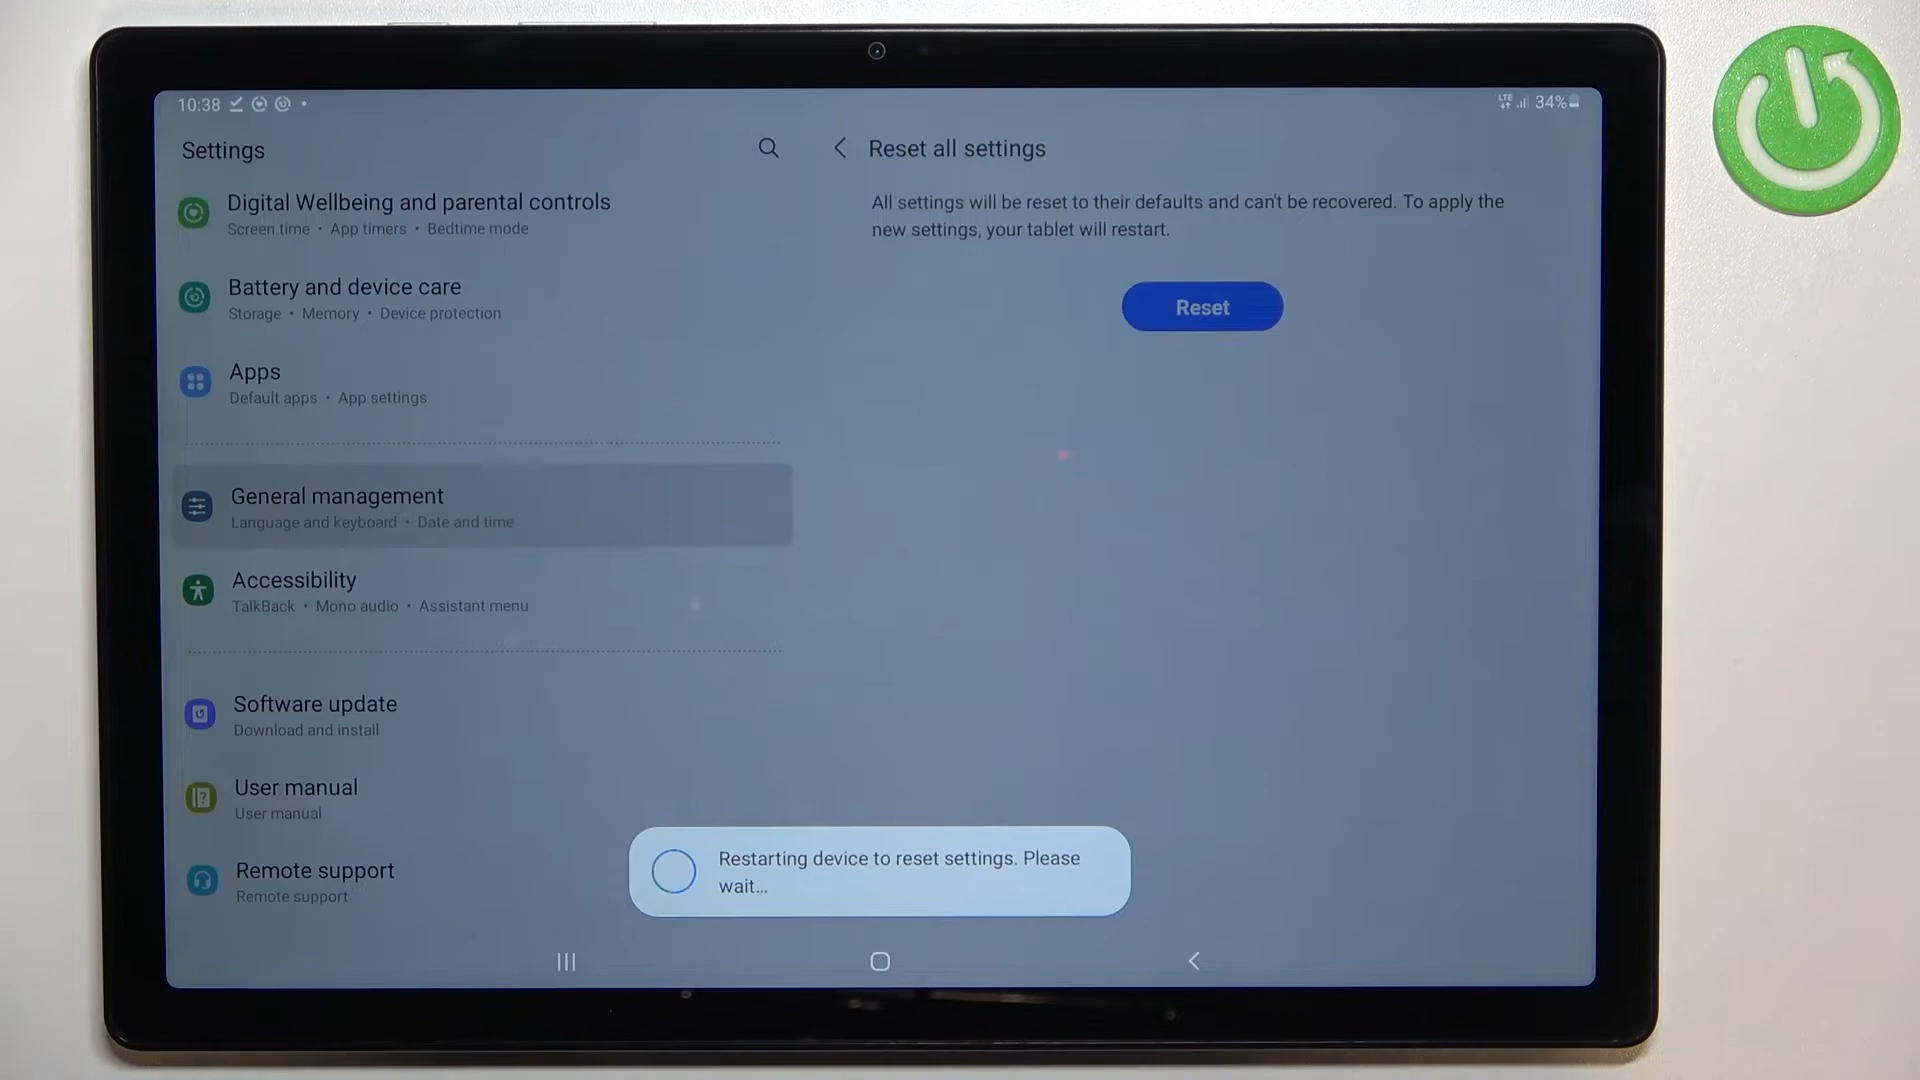 10:38
LTE 34%
Settings
Digital Wellbeing and parental controls
Screen time • App timers • Bedtime mode
Battery and device care
Storage • Memory • Device protection
Apps
Default apps • App settings
General management
Language and keyboard • Date and time
Accessibility
TalkBack • Mono audio • Assistant menu
Software update
Download and install
User manual
User manual
Remote support
Remote support
Reset all settings
All settings will be reset to their defaults and can't be recovered. To apply the
new settings, your tablet will restart.
Reset
Restarting device to reset settings. Please
wait...